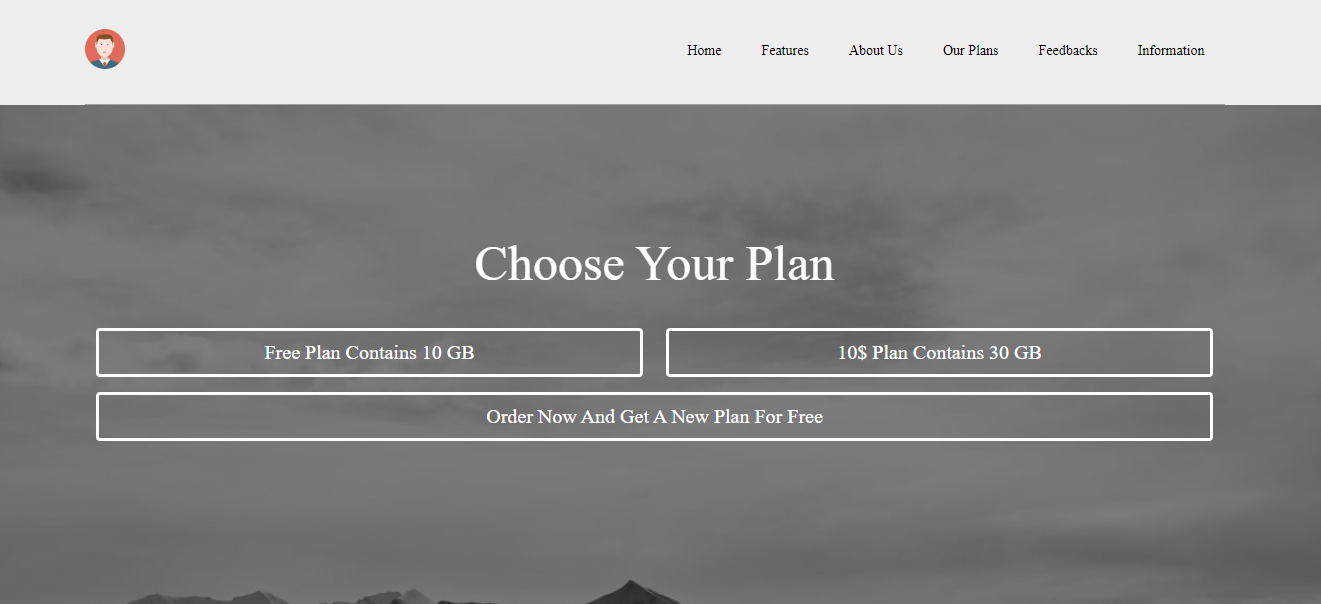 Home Features About Us Our Plans Feedbacks Information
Choose Your Plan
Free Plan Contains 10 GB
10$ Plan Contains 30 GB
Order Now And Get A New Plan For Free